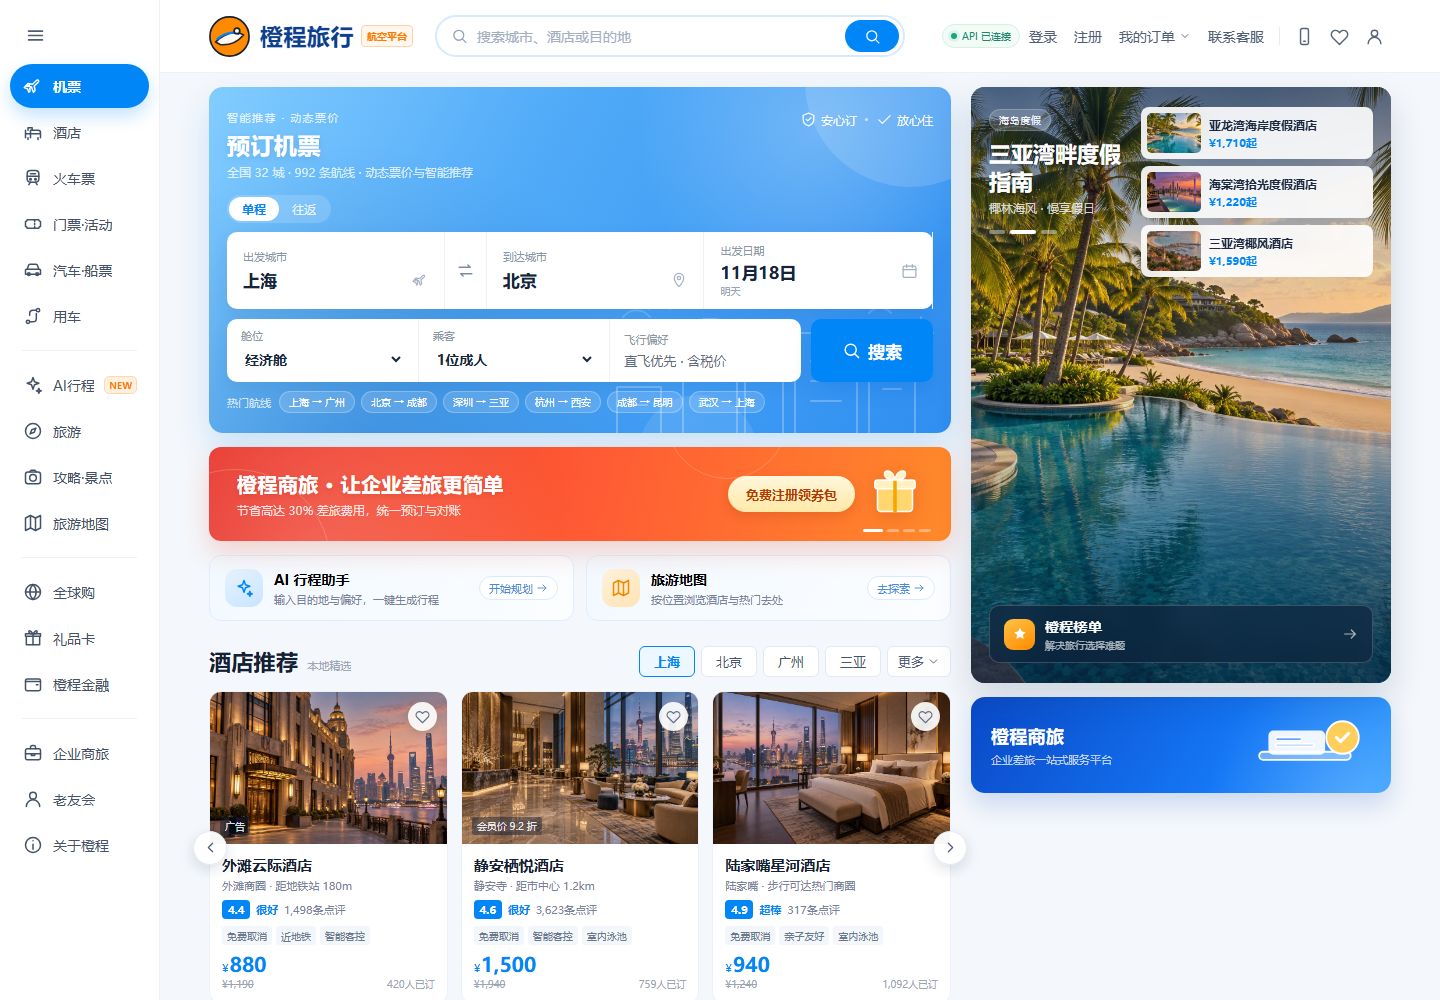 橙程旅行
航空平台
搜索城市、酒店或目的地
API 已连接
登录
注册
我的订单
联系客服
机票
酒店
火车票
门票·活动
汽车·船票
用车
AI行程
NEW
旅游
攻略·景点
旅游地图
全球购
礼品卡
橙程金融
企业商旅
老友会
关于橙程
智能推荐 · 动态票价
预订机票
全国 32 城 · 992 条航线 · 动态票价与智能推荐
安心订 · 放心住
单程
往返
出发城市
上海
到达城市
北京
出发日期
11月18日
明天
舱位
经济舱
乘客
1位成人
飞行偏好
直飞优先 · 含税价
搜索
热门航线
上海 → 广州
北京 → 成都
深圳 → 三亚
杭州 → 西安
成都 → 昆明
武汉 → 上海
橙程商旅 · 让企业差旅更简单
节省高达 30% 差旅费用，统一预订与对账
免费注册领券包
AI 行程助手
输入目的地与偏好，一键生成行程
开始规划 →
旅游地图
按位置浏览酒店与热门去处
去探索 →
酒店推荐
本地精选
上海
北京
广州
三亚
更多
广告
外滩云际酒店
外滩商圈 · 距地铁站 180m
4.4 很好 1,498条点评
免费取消 近地铁 智能客控
¥880
¥1,190
420人已订
会员价 9.2 折
静安栖悦酒店
静安寺 · 距市中心 1.2km
4.6 很好 3,623条点评
免费取消 智能客控 室内泳池
¥1,500
¥1,940
759人已订
陆家嘴星河酒店
陆家嘴 · 步行可达热门商圈
4.9 超棒 317条点评
免费取消 亲子友好 室内泳池
¥940
¥1,240
1,092人已订
海岛度假
三亚湾畔度假
指南
椰林海风 · 慢享假日
亚龙湾海岸度假酒店
¥1,710起
海棠湾拾光度假酒店
¥1,220起
三亚湾椰风酒店
¥1,590起
橙程榜单
解决旅行选择难题
橙程商旅
企业差旅一站式服务平台